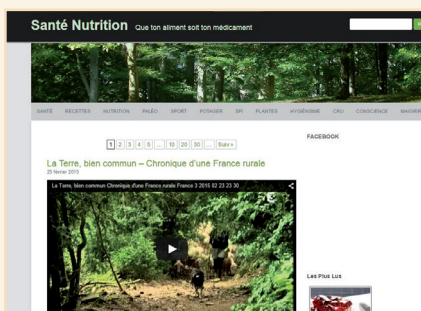 Santé Nutrition Que ton aliment soit ton médicament
SANTÉ RECETTES NUTRITION PALÉO SPORT POTAGER SPI PLANTES HYGIÉNISME CRU CONSCIENCE
1 2 3 4 5 ... 10 20 30 ... Suiv »
FACEBOOK
La Terre, bien commun – Chronique d'une France rurale
25 février 2015
La Terre, bien commun Chronique d'une France rurale France 3 2015 02 23 23 30
Les Plus Lus